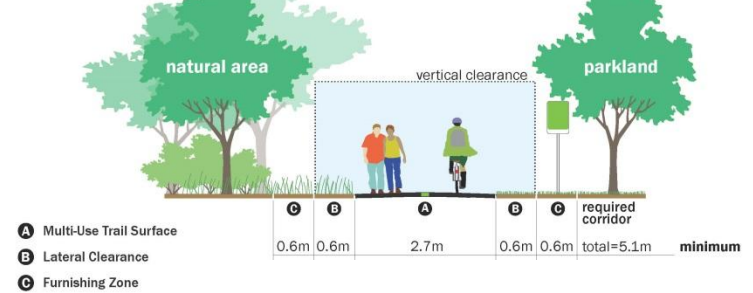 natural area
parkland
vertical clearance
C B A B C required
corridor
A Multi-Use Trail Surface
0.6m 0.6m 2.7m 0.6m 0.6m total=5.1m minimum
B Lateral Clearance
C Furnishing Zone